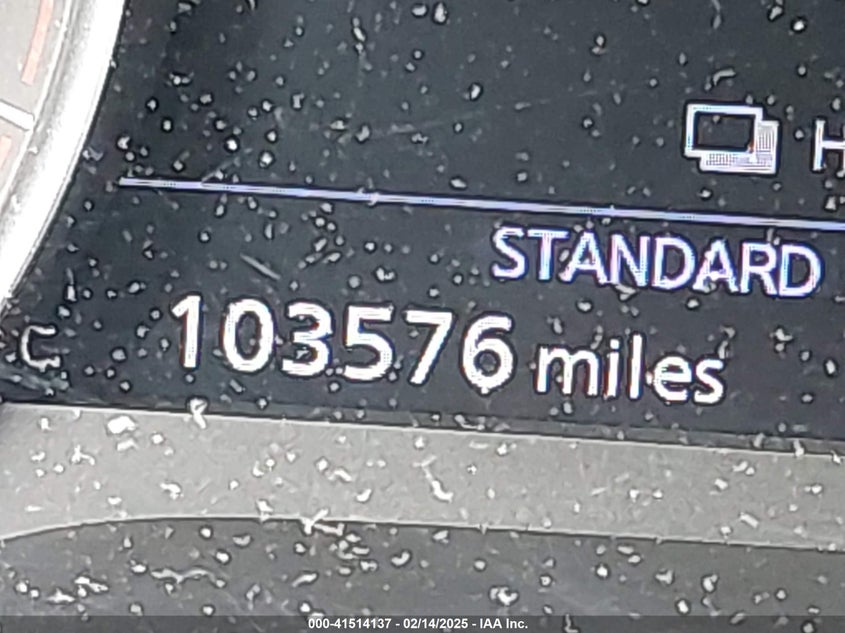 H
STANDARD
103576 miles
C
000-41514137 - 02/14/2025 - IAA Inc.